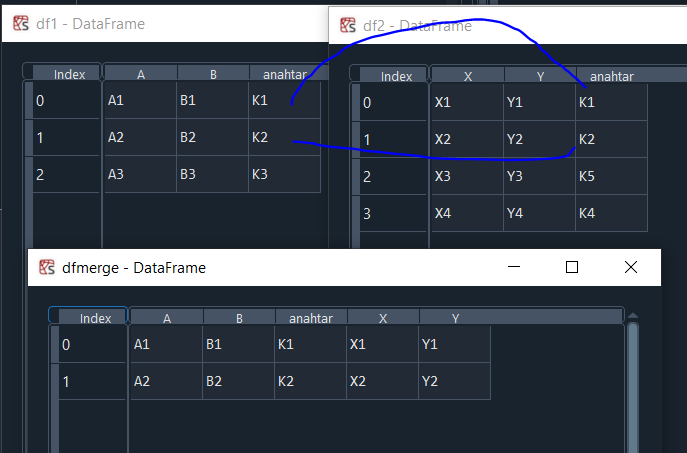 df1 - DataFrame
Index A B anahtar
0 A1 B1 K1
1 A2 B2 K2
2 A3 B3 K3
df2 - DataFrame
Index X Y anahtar
0 X1 Y1 K1
1 X2 Y2 K2
2 X3 Y3 K5
3 X4 Y4 K4
dfmerge - DataFrame
Index A B anahtar X Y
0 A1 B1 K1 X1 Y1
1 A2 B2 K2 X2 Y2